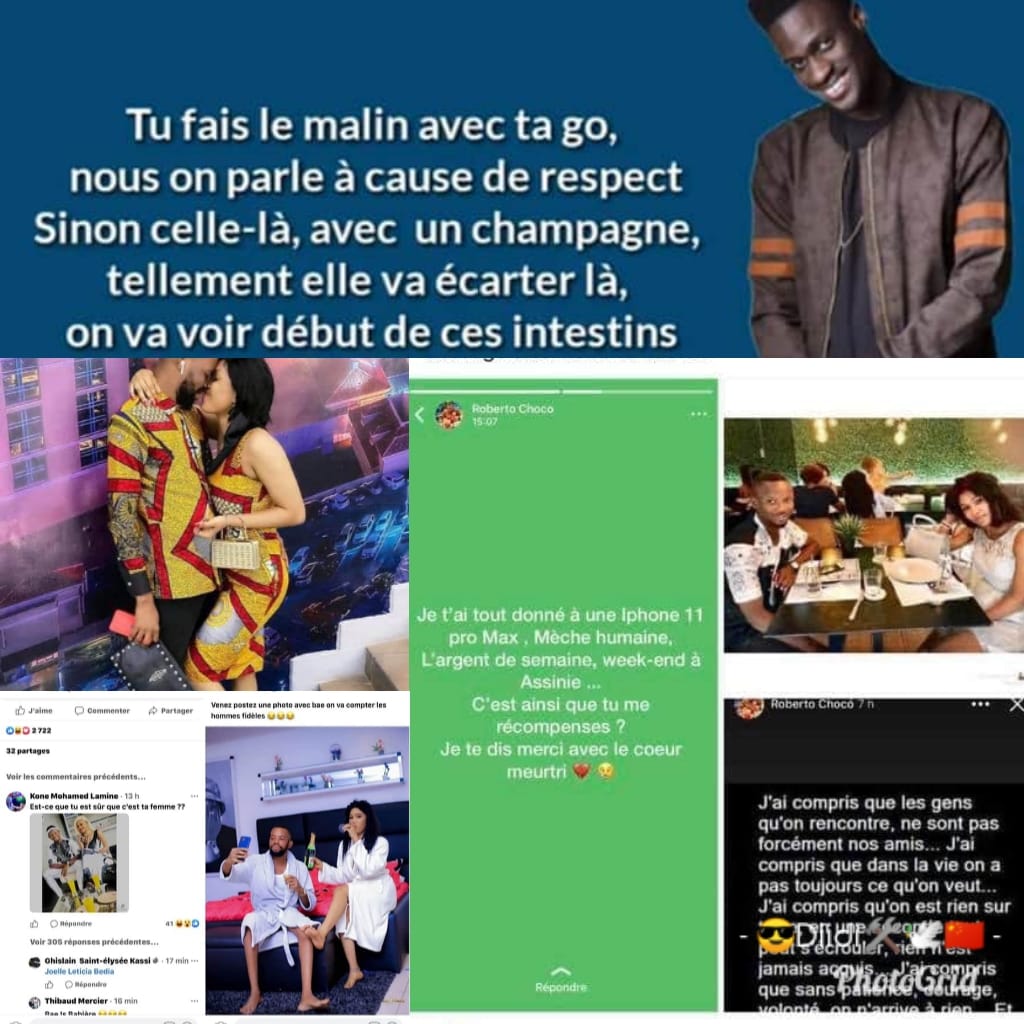 Tu fais le malin avec ta go,
nous on parle à cause de respect
Sinon celle-là, avec un champagne,
tellement elle va écarter là,
on va voir début de ces intestins
Roberto Choco
15:07
Je t'ai tout donné à une Iphone 11
pro Max , Mèche humaine,
L'argent de semaine, week-end à
Assinie ...
C'est ainsi que tu me
récompenses ?
Je te dis merci avec le coeur
meurtri 💔 😢
Répondre
J'aime Commenter Partager
2 722
32 partages
Voir les commentaires précédents...
Kone Mohamed Lamine · 13 h
Est-ce que tu est sûr que c'est ta femme ??
Répondre 41
Voir 305 réponses précédentes...
Ghislain Saint-élysée Kassi · 17 min
Joelle Leticia Bedia
Répondre
Thibaud Mercier · 16 min
Venez postez une photo avec bae on va compter les
hommes fidèles 😂😂😂
Roberto Choco 7 h
J'ai compris que les gens
qu'on rencontre, ne sont pas
forcément nos amis... J'ai
compris que dans la vie on a
pas toujours ce qu'on veut...
J'ai compris qu'on est rien sur
s'écrouler, rien n'est
jamais acquis... J'ai compris
que sans patience, courage,
volonté, on n'arrive à rien... Et
PhotoGrid